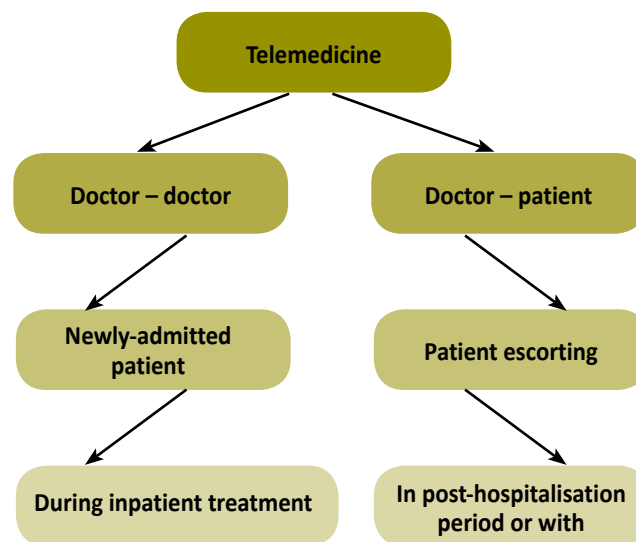 Telemedicine
Doctor – doctor
Doctor – patient
Newly-admitted
patient
Patient escorting
During inpatient treatment
In post-hospitalisation
period or with